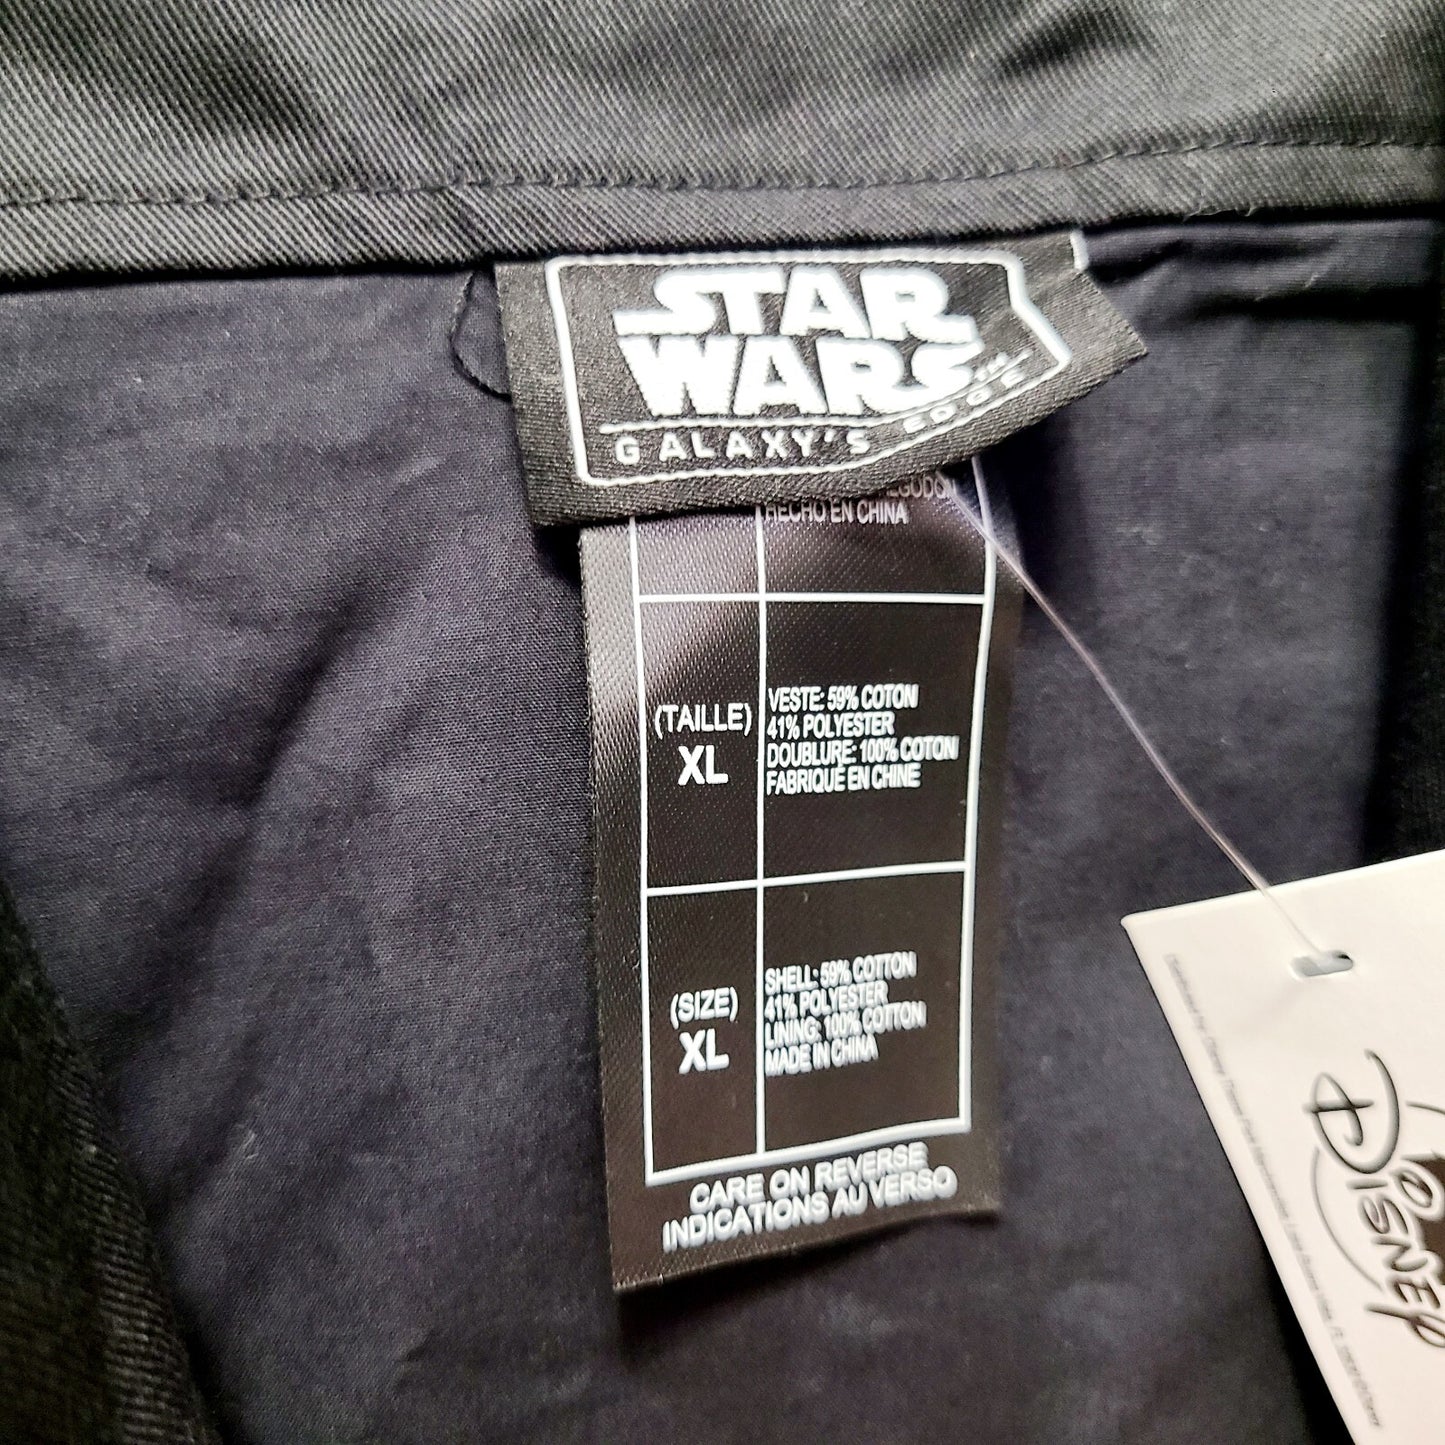 STAR
WARS
GALAXY'S EDGE
HECHO EN CHINA
(TAILLE)
XL
VESTE: 59% COTON
41% POLYESTER
DOUBLURE: 100% COTON
FABRIQUÉ EN CHINE
(SIZE)
XL
SHELL: 59% COTTON
41% POLYESTER
LINING: 100% COTTON
MADE IN CHINA
CARE ON REVERSE
INDICATIONS AU VERSO
DISNEP